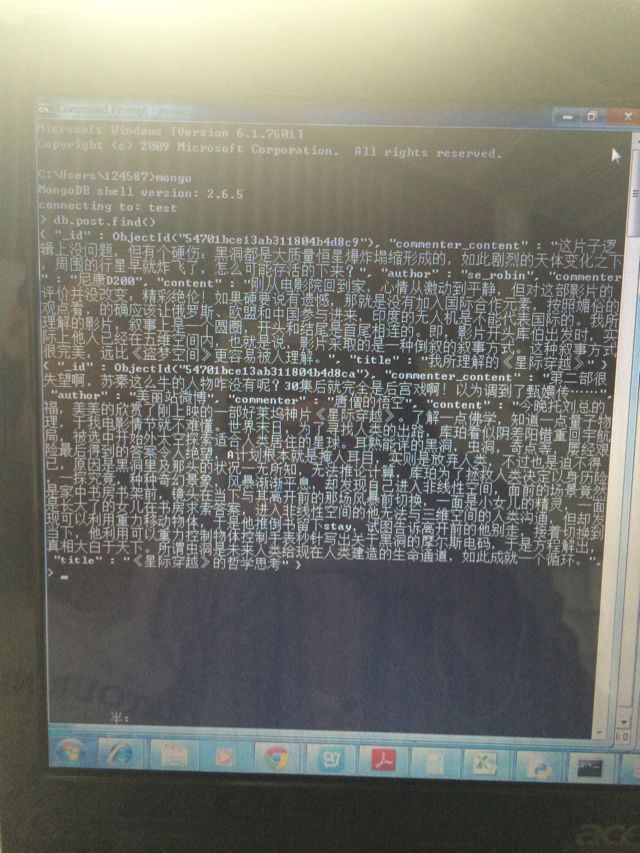 Command Prompt - mongo
Microsoft Windows [Version 6.1.7601]
Copyright (c) 2009 Microsoft Corporation.  All rights reserved.
C:\Users\124587>mongo
MongoDB shell version: 2.6.5
connecting to: test
> db.post.find()
{ "_id" : ObjectId("54701bce13ab311804b4d8c9"), "commenter_content" : "这片子逻
辑上没问题，但有个硬伤：黑洞都是大质量恒星爆炸塌缩形成的，如此剧烈的天体变化之下
，周围的行星早就炸飞了，怎么可能存活的下来？", "author" : "se_robin", "commenter
" : "尼康D200", "content" : "刚从电影院回到家，心情从激动到平静，但对这部影片的
评价并没改变：精彩绝伦！如果硬要说有遗憾，那就是没有加入国际合作元素，按照媚俗的
观点看，的确应该让俄罗斯、欧盟和中国参与进来，印度的无人机是不能代表国际的。我所
理解的影片，叙事上是一个圆圈，开头和结尾是首尾相连的。即，影片开头库伯出发时，实
际上他人已经在五维空间内，也就是说，影片采取的是一种倒叙的叙事方式。这种叙事方式
很完美，远比《盗梦空间》更容易被人理解。", "title" : "我所理解的《星际穿越》" }
{ "_id" : ObjectId("54701bce13ab311804b4d8ca"), "commenter_content" : "第二部很
失望啊，苏秦这么牛的人物咋没有呢？30集后就完全是后宫戏啊！以为调到了甄嬛传……",
"author" : "美丽站微博", "commenter" : "唐僧的悟空", "content" : "今晚托刘总的
福，美美的欣赏了刚上映的一部好莱坞神片《星际穿越》，了解一点佛学，知道一点量子物
理，于我电影情节就不难懂。世界末日，为了寻找人类的出路，库珀看似阴差阳错重回宇航
局，被选中开始外太空探索适合人类居住的星球。耳熟能详的黑洞，虫洞，奇点等，历经艰
险最后得到的答案令人绝望，A计划根本就是掩人耳目，实则是放弃人类，不过也是迫不得
已，原因是黑洞里及那头的状况一无所知，无法推论计算，库珀为了拯救人类决定以身历险
，一探究竟，种种奇幻景象，风暴渐渐平息，却发现自己进入非线性空间，面前的场景竟然
是家中书房书架前，镜头在当下与其离开前的那场风暴前切换，一面是小女儿的精灵，一面
是长大了的女儿在书房求索答案，进入非线性空间的他无法与三维空间的人类沟通，但却发
现可以利用重力移动物体，于是他推倒书留下stay，试图告诉离开前的他别走，接着切换到
当下，他利用可以重力控制物体控制手表秒针写出关于黑洞的摩尔斯电码，于是方程解出，
真相大白于天下。所谓虫洞是未来人类给现在人类建造的生命通道，如此成就一个循环。",
"title" : "《星际穿越》的哲学思考" }
>
半:
acer